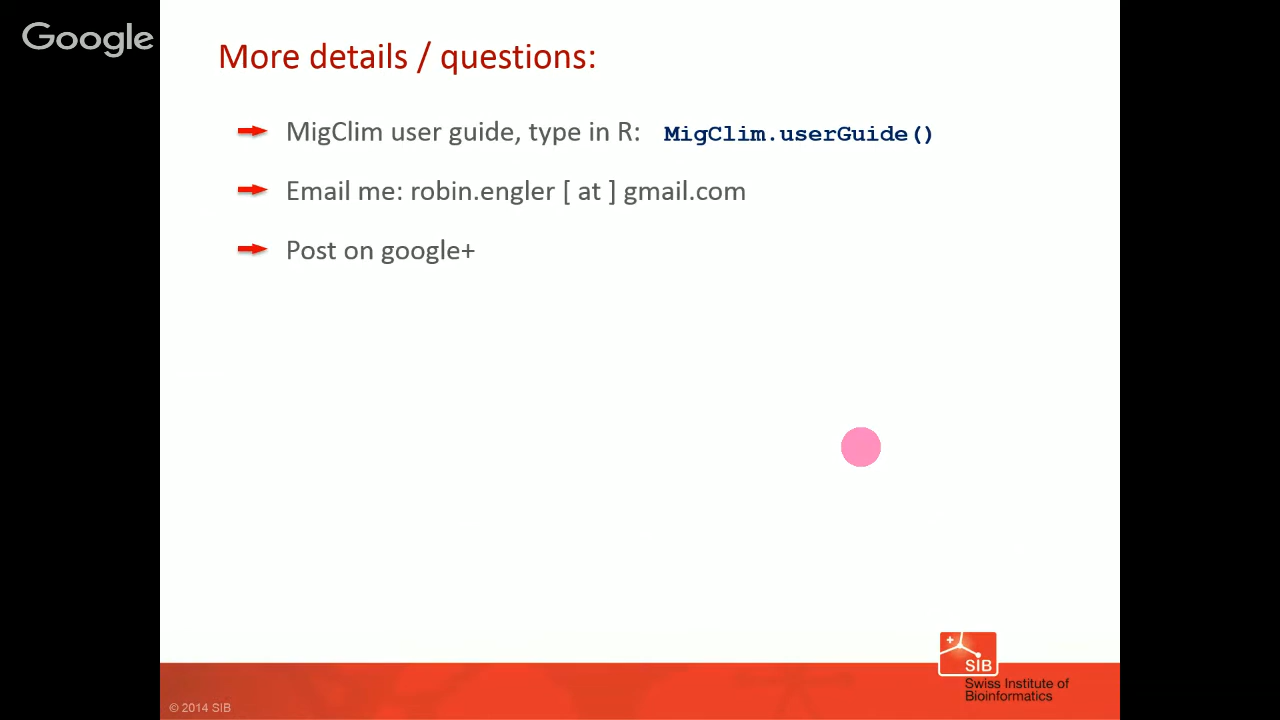 Google
More details / questions:
MigClim user guide, type in R: MigClim.userGuide()
Email me: robin.engler [ at ] gmail.com
Post on google+
SIB
Swiss Institute of
Bioinformatics
© 2014 SIB